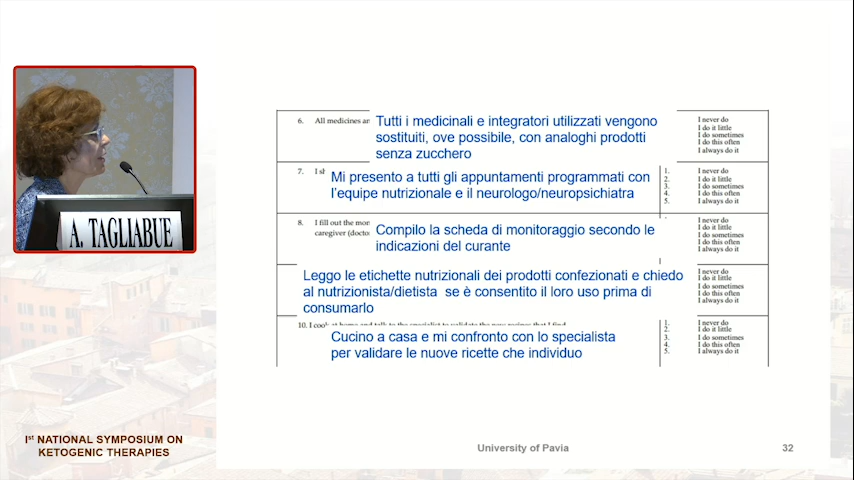 A. TAGLIABUE
Iˢᵗ NATIONAL SYMPOSIUM ON
KETOGENIC THERAPIES
6. All medicines
Tutti i medicinali e integratori utilizzati vengono
sostituiti, ove possibile, con analoghi prodotti
senza zucchero
I never do
I do it little
I do sometimes
I do this often
I always do it
7. I
Mi presento a tutti gli appuntamenti programmati con
l'equipe nutrizionale e il neurologo/neuropsichiatra
1. I never do
2. I do it little
3. I do sometimes
4. I do this often
5. I always do it
8. I fill out the
caregiver
Compilo la scheda di monitoraggio secondo le
indicazioni del curante
I never do
I do it little
I do sometimes
I do this often
I always do it
Leggo le etichette nutrizionali dei prodotti confezionati e chiedo
al nutrizionista/dietista se è consentito il loro uso prima di
consumarlo
I never do
I do it little
I do sometimes
I do this often
I always do it
10. I cook at home and talk to the specialist to validate the new recipes that I find
Cucino a casa e mi confronto con lo specialista
per validare le nuove ricette che individuo
1. I never do
2. I do it little
3. I do sometimes
4. I do this often
5. I always do it
University of Pavia
32